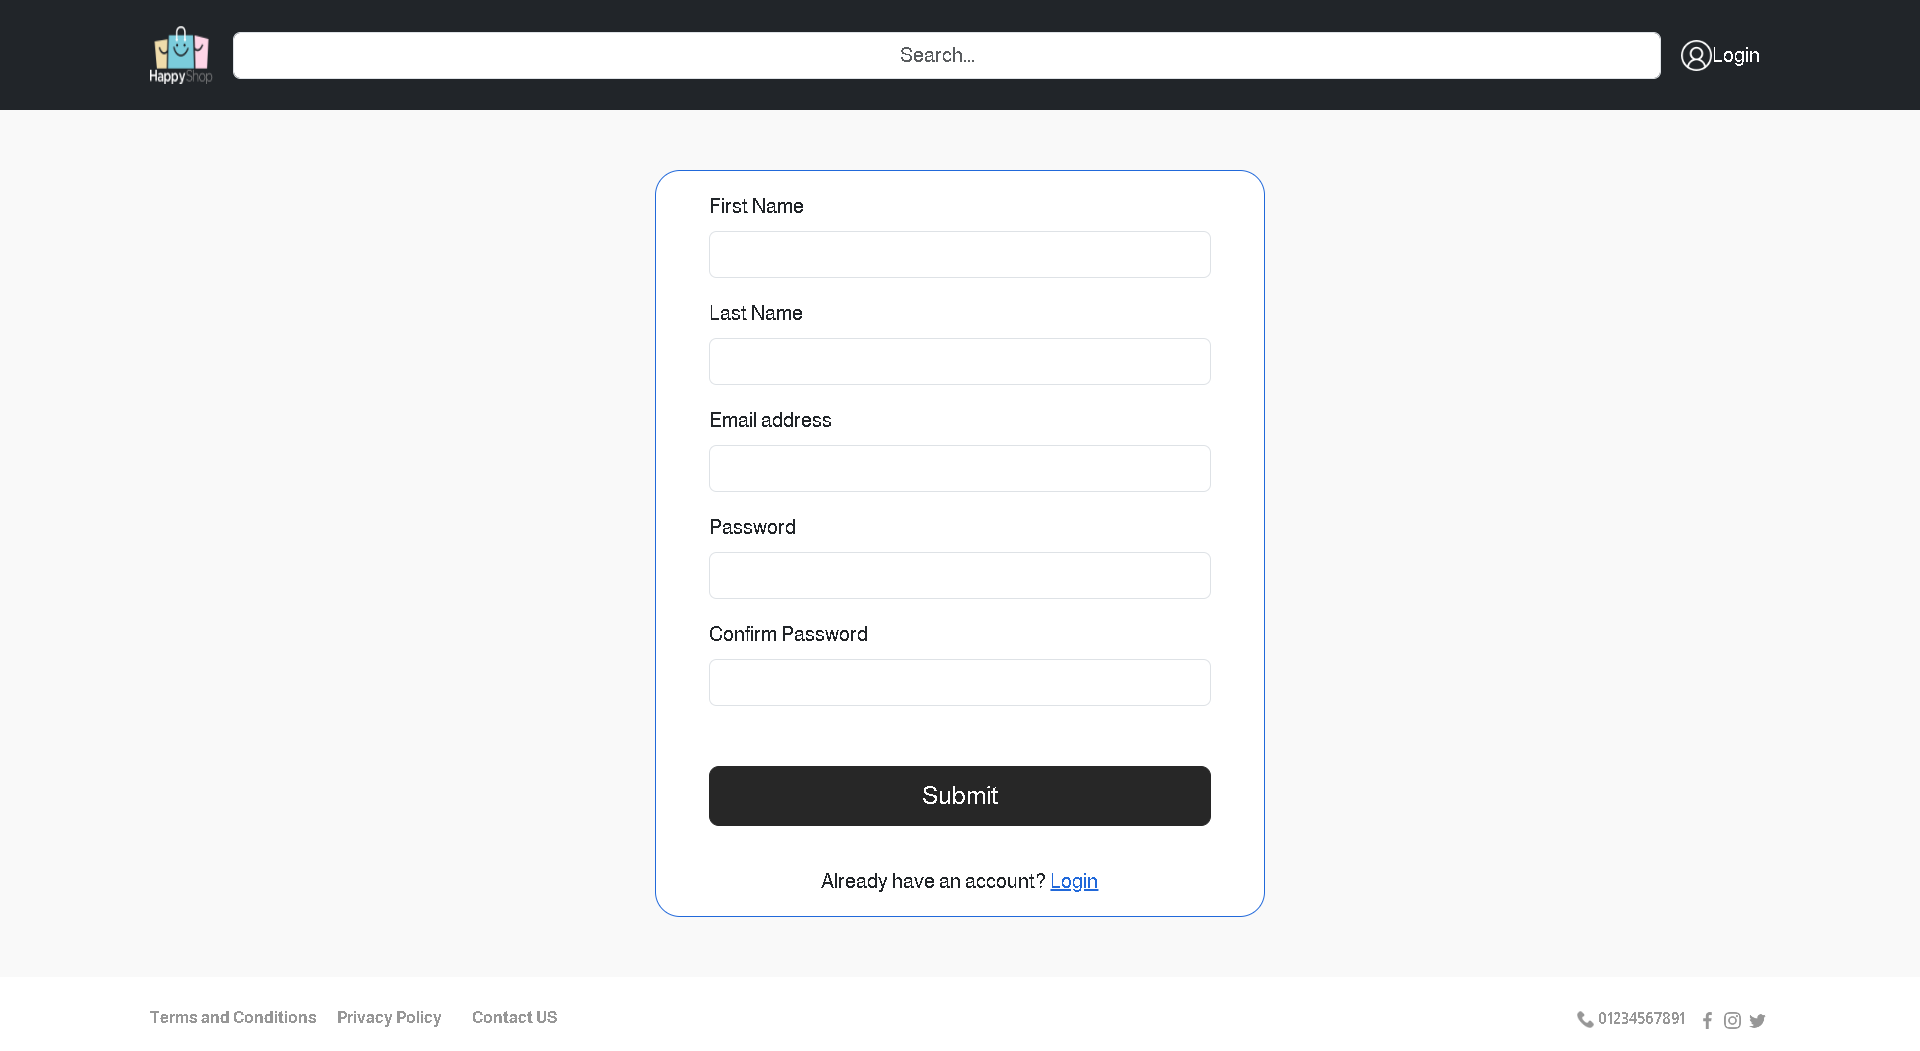 HappyShop
Search...
Login
First Name
Last Name
Email address
Password
Confirm Password
Submit
Already have an account? Login
Terms and Conditions Privacy Policy Contact US
01234567891